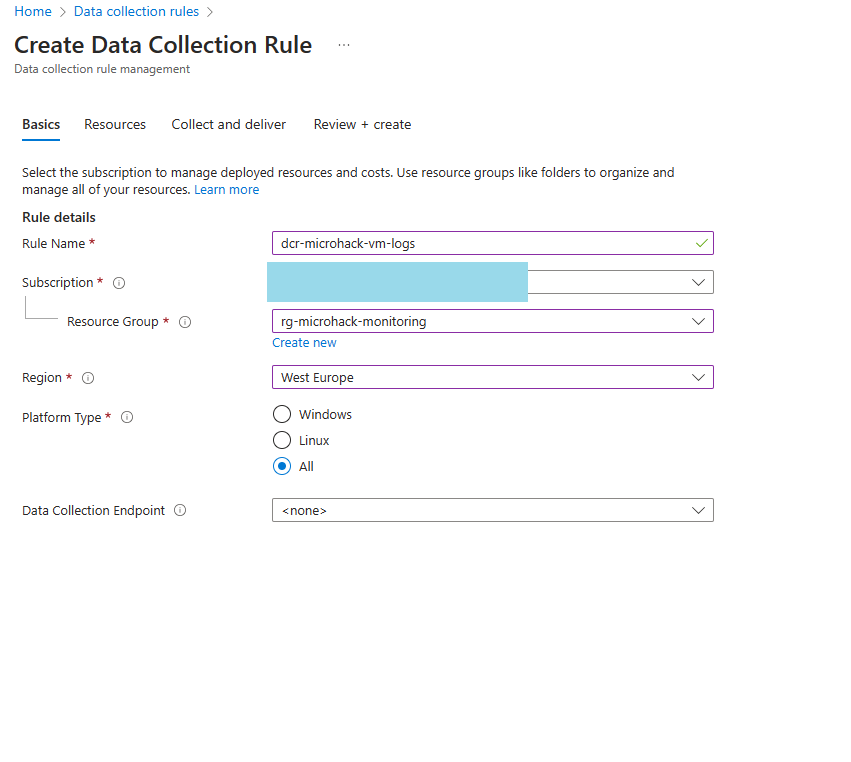 Home > Data collection rules >
Create Data Collection Rule ...
Data collection rule management
Basics Resources Collect and deliver Review + create
Select the subscription to manage deployed resources and costs. Use resource groups like folders to organize and
manage all of your resources. Learn more
Rule details
Rule Name * dcr-microhack-vm-logs
Subscription *
Resource Group * rg-microhack-monitoring
Create new
Region * West Europe
Platform Type * Windows
Linux
All
Data Collection Endpoint <none>